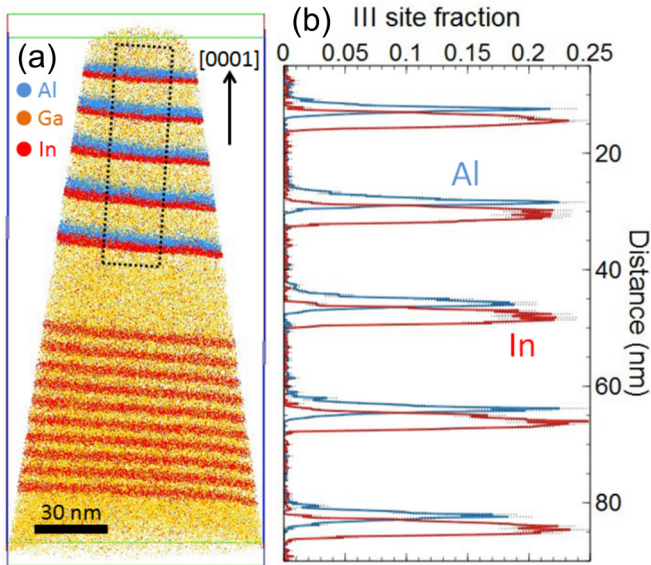 (a)
[0001]
Al
Ga
In
30 nm
(b)
III site fraction
0 0.05 0.1 0.15 0.2 0.25
Al
In
20
40
60
80
Distance (nm)